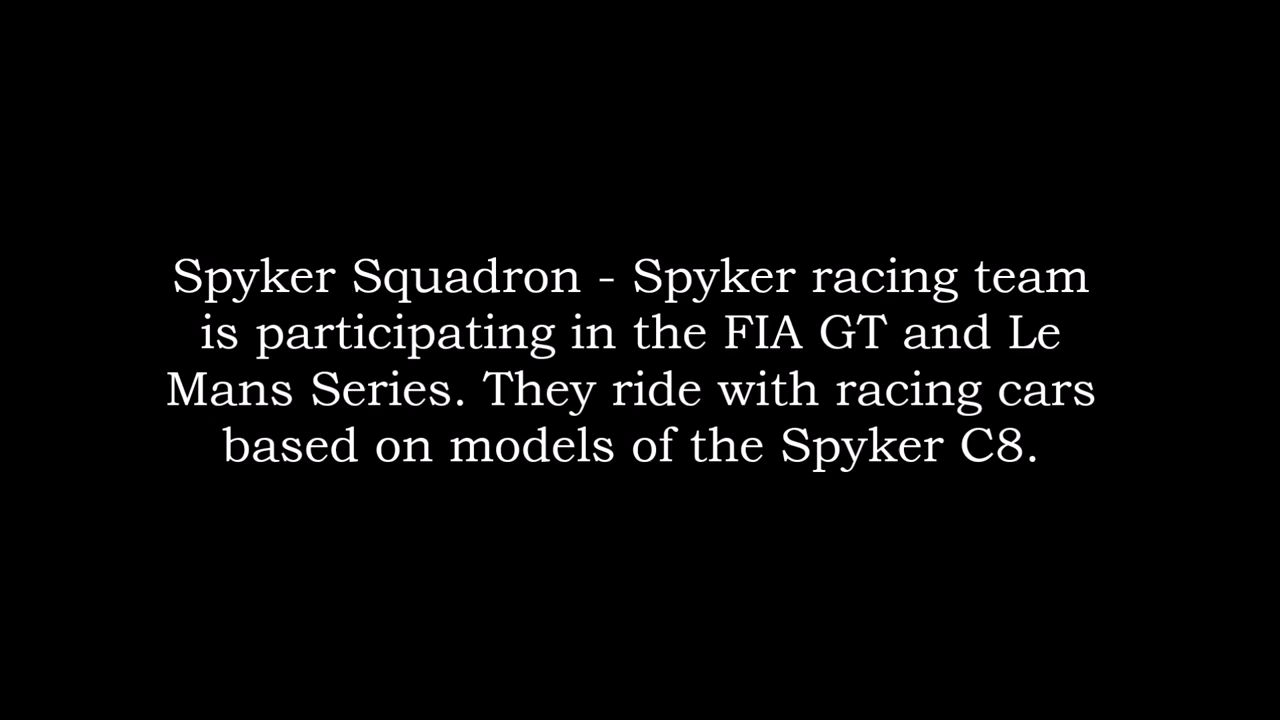 Spyker Squadron - Spyker racing team
is participating in the FIA GT and Le
Mans Series. They ride with racing cars
based on models of the Spyker C8.